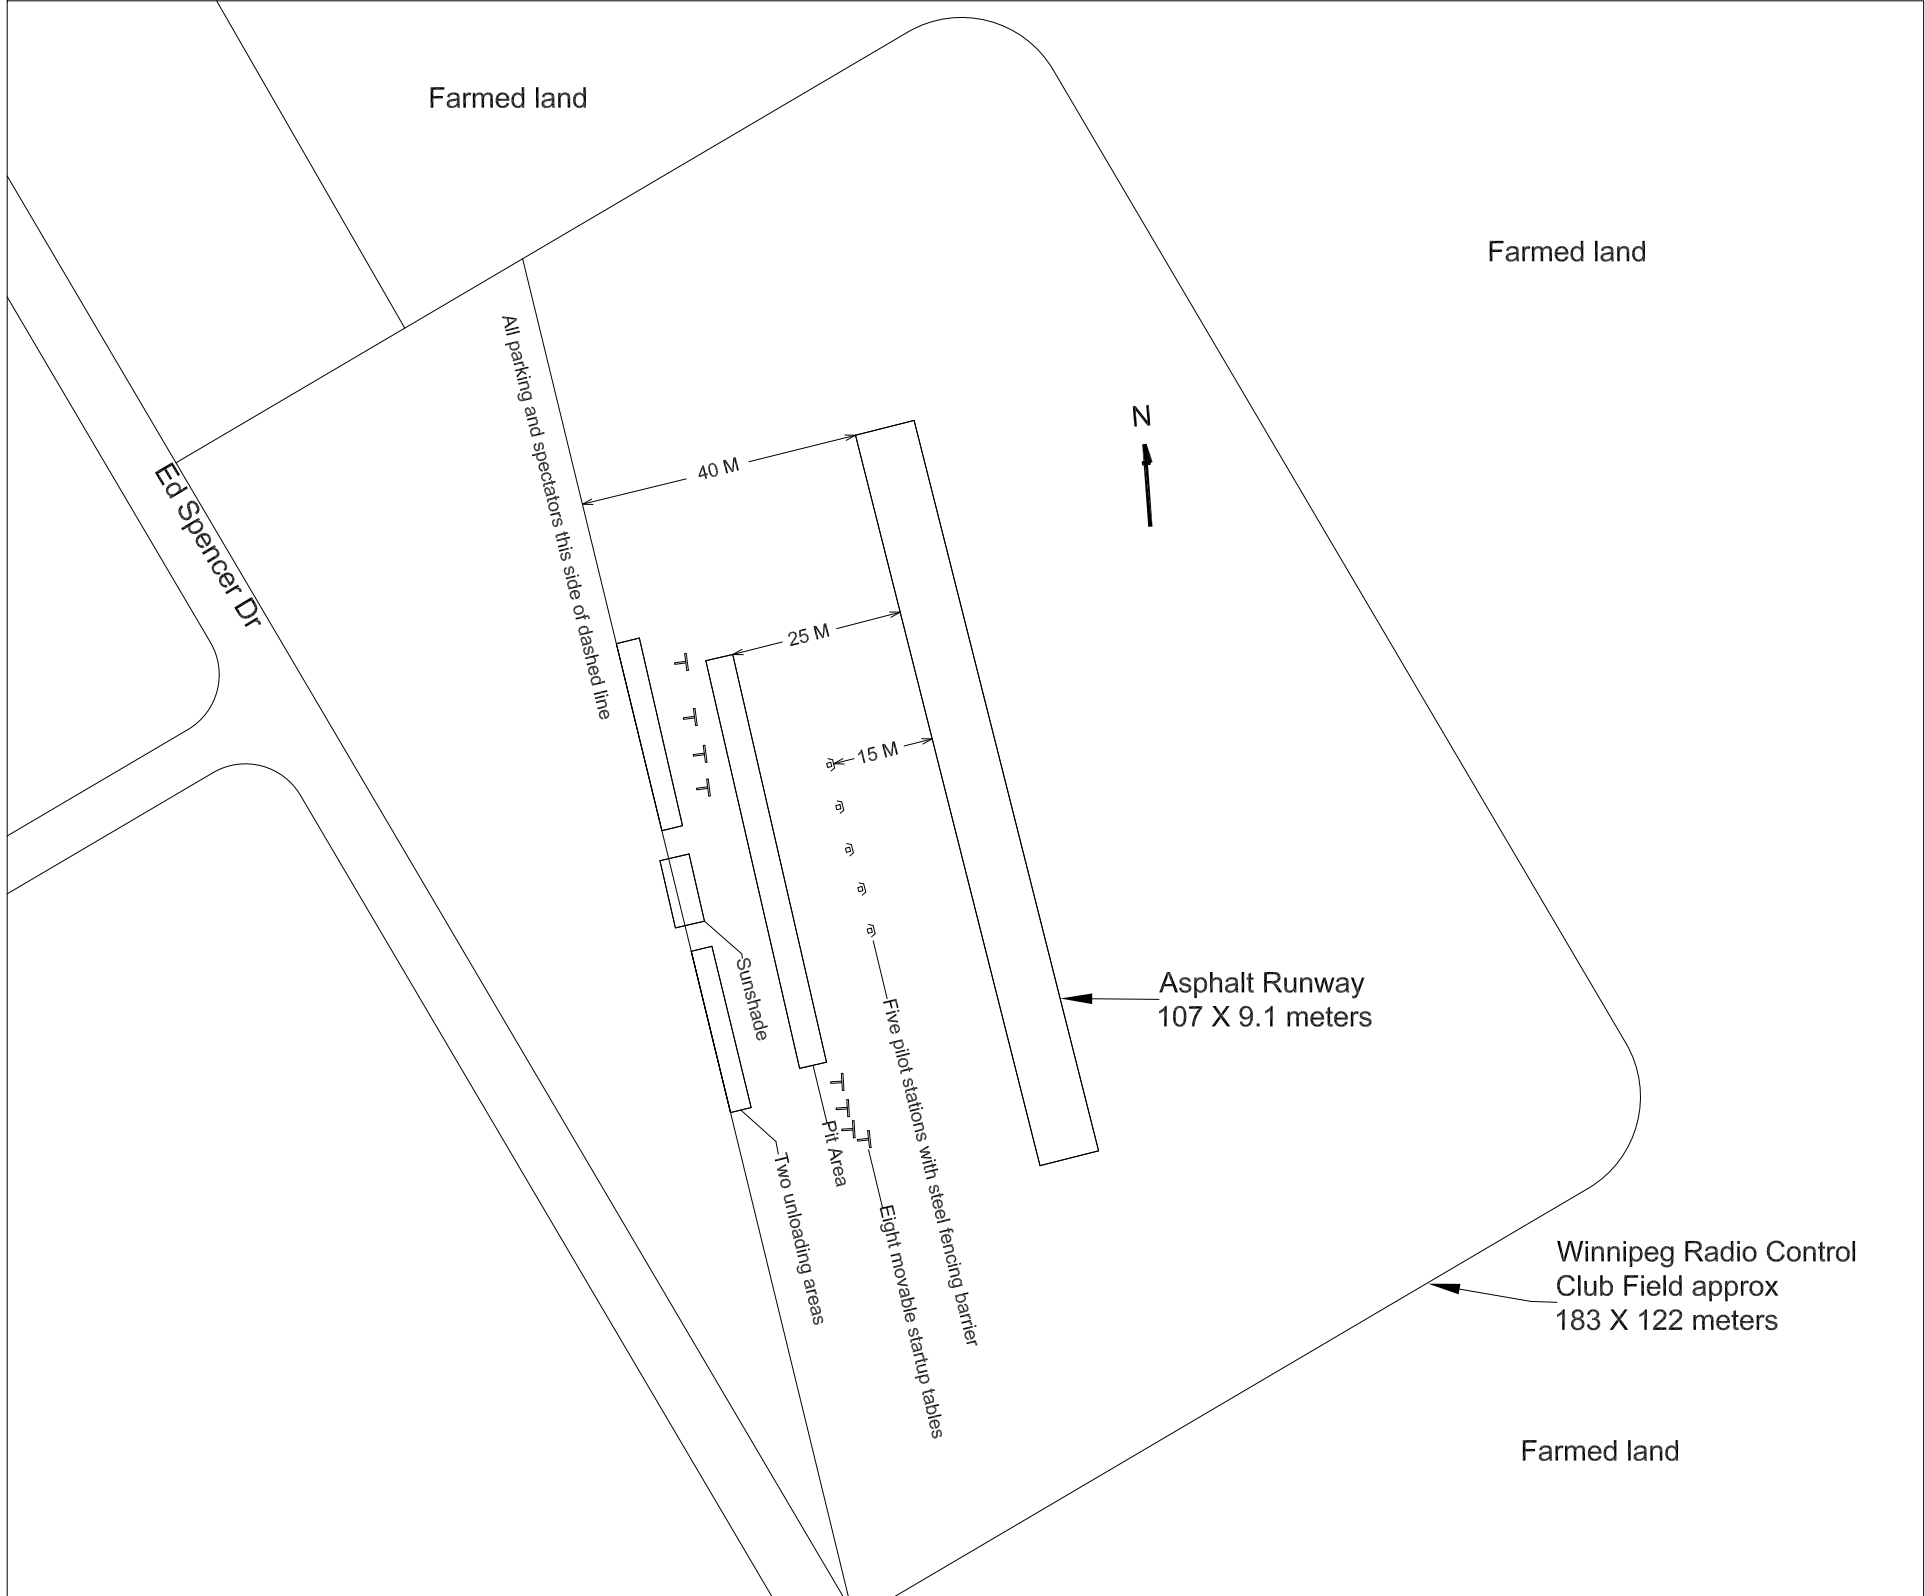 Farmed land
Farmed land
All parking and spectators this side of dashed line
N
40 M
Ed Spencer Dr
25 M
15 M
Sunshade
Asphalt Runway
107 X 9.1 meters
Five pilot stations with steel fencing barrier
Pit Area
Two unloading areas
Eight movable startup tables
Winnipeg Radio Control
Club Field approx
183 X 122 meters
Farmed land